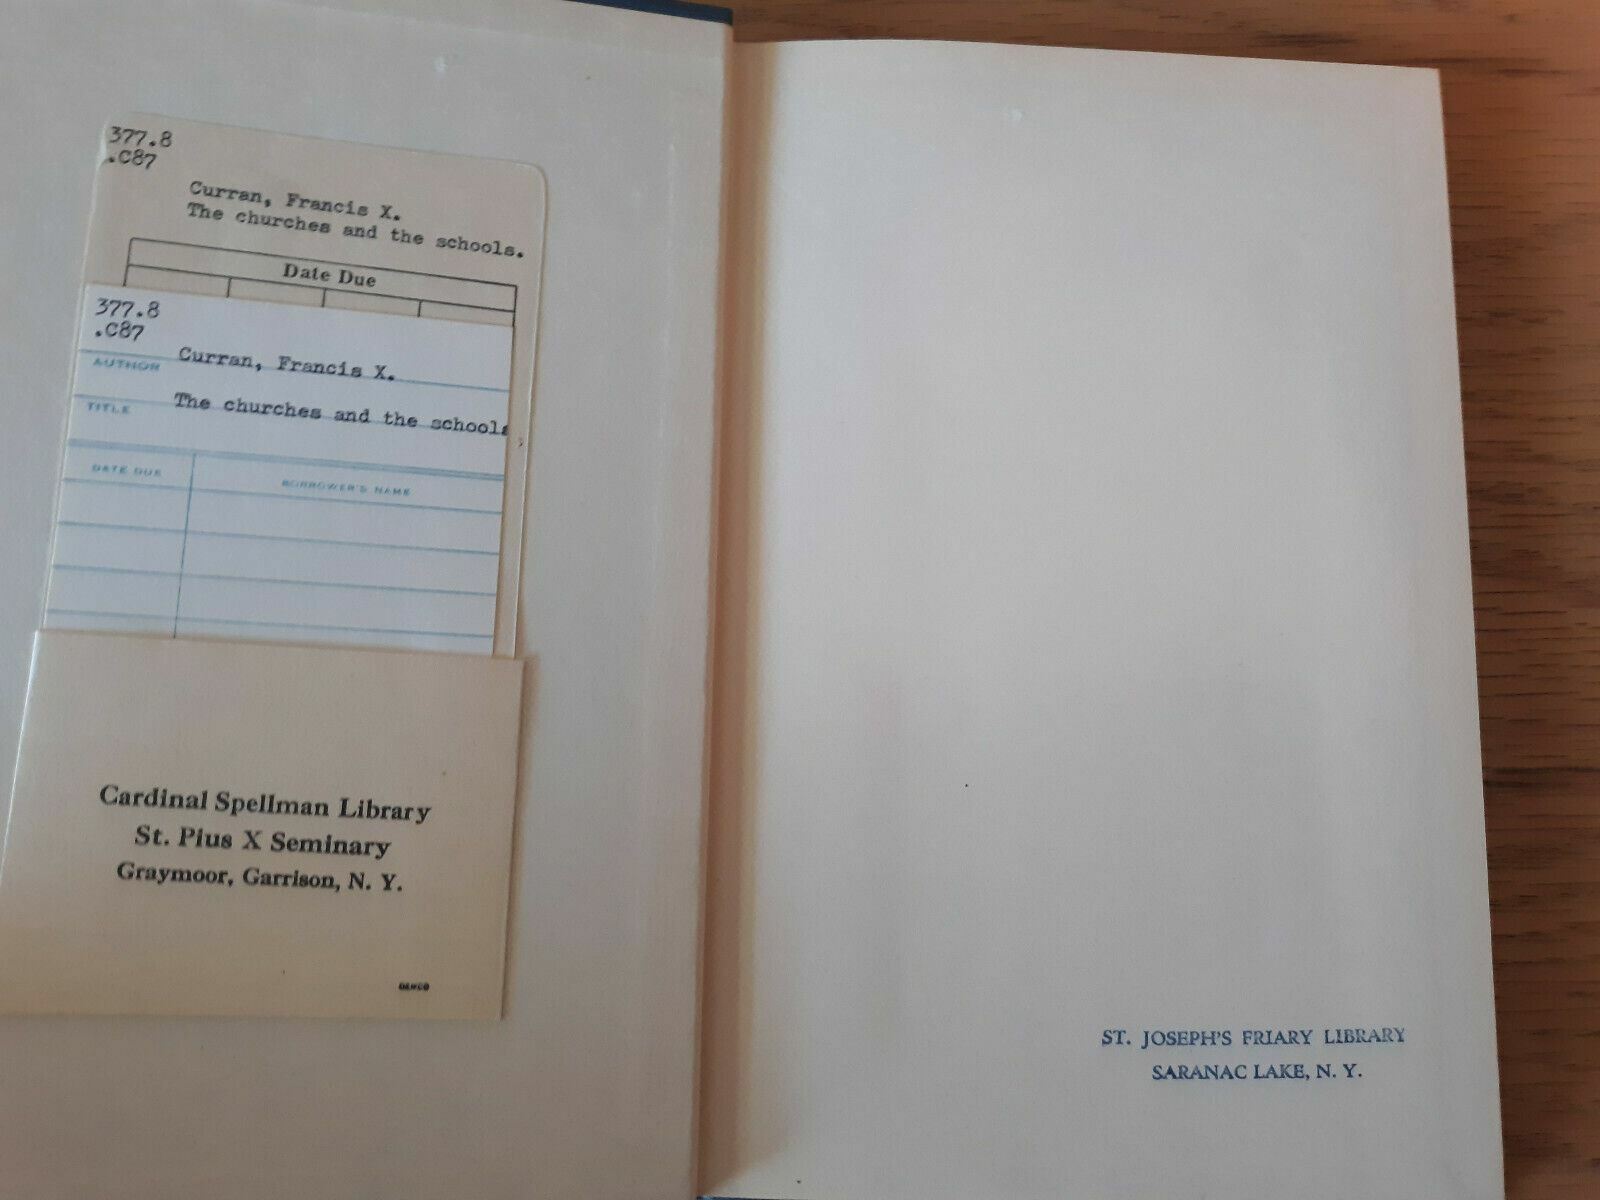 377.8
.C87
Curran, Francis X.
The churches and the schools.
Date Due
377.8
.C87
AUTHOR Curran, Francis X.
TITLE The churches and the schools
DATE DUE BORROWER'S NAME
Cardinal Spellman Library
St. Pius X Seminary
Graymoor, Garrison, N. Y.
DEMCO
ST. JOSEPH'S FRIARY LIBRARY
SARANAC LAKE, N. Y.